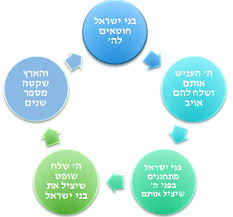 בני ישראל
חוטאים
לה'
ה' העניש
אותם
ושלח להם
אויב
בני ישראל
מתחננים
בפני ה'
שיציל אותם
ה' שלח
שופט
שיציל את
בני ישראל
והארץ
שקטה
מספר
שנים